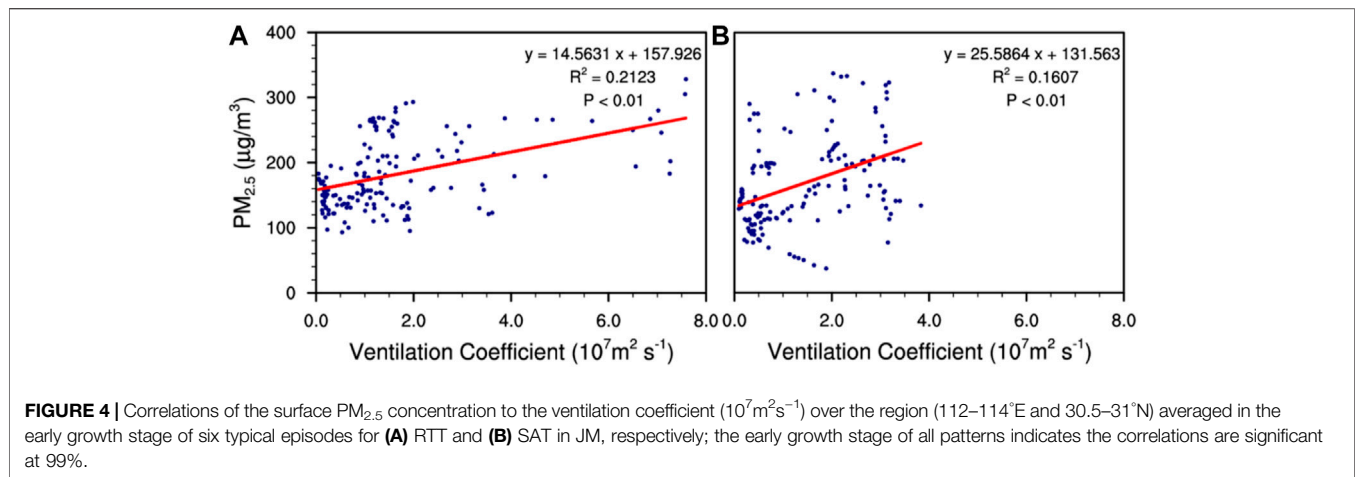 A
B
400
300
200
100
0
PM2.5 (μg/m³)
y = 14.5631 x + 157.926
R² = 0.2123
P < 0.01
y = 25.5864 x + 131.563
R² = 0.1607
P < 0.01
0.0 2.0 4.0 6.0 8.0 0.0 2.0 4.0 6.0 8.0
Ventilation Coefficient (10⁷m² s⁻¹)
Ventilation Coefficient (10⁷m² s⁻¹)
FIGURE 4 | Correlations of the surface PM2.5 concentration to the ventilation coefficient (10⁷m²s⁻¹) over the region (112–114°E and 30.5–31°N) averaged in the
early growth stage of six typical episodes for (A) RTT and (B) SAT in JM, respectively; the early growth stage of all patterns indicates the correlations are significant
at 99%.